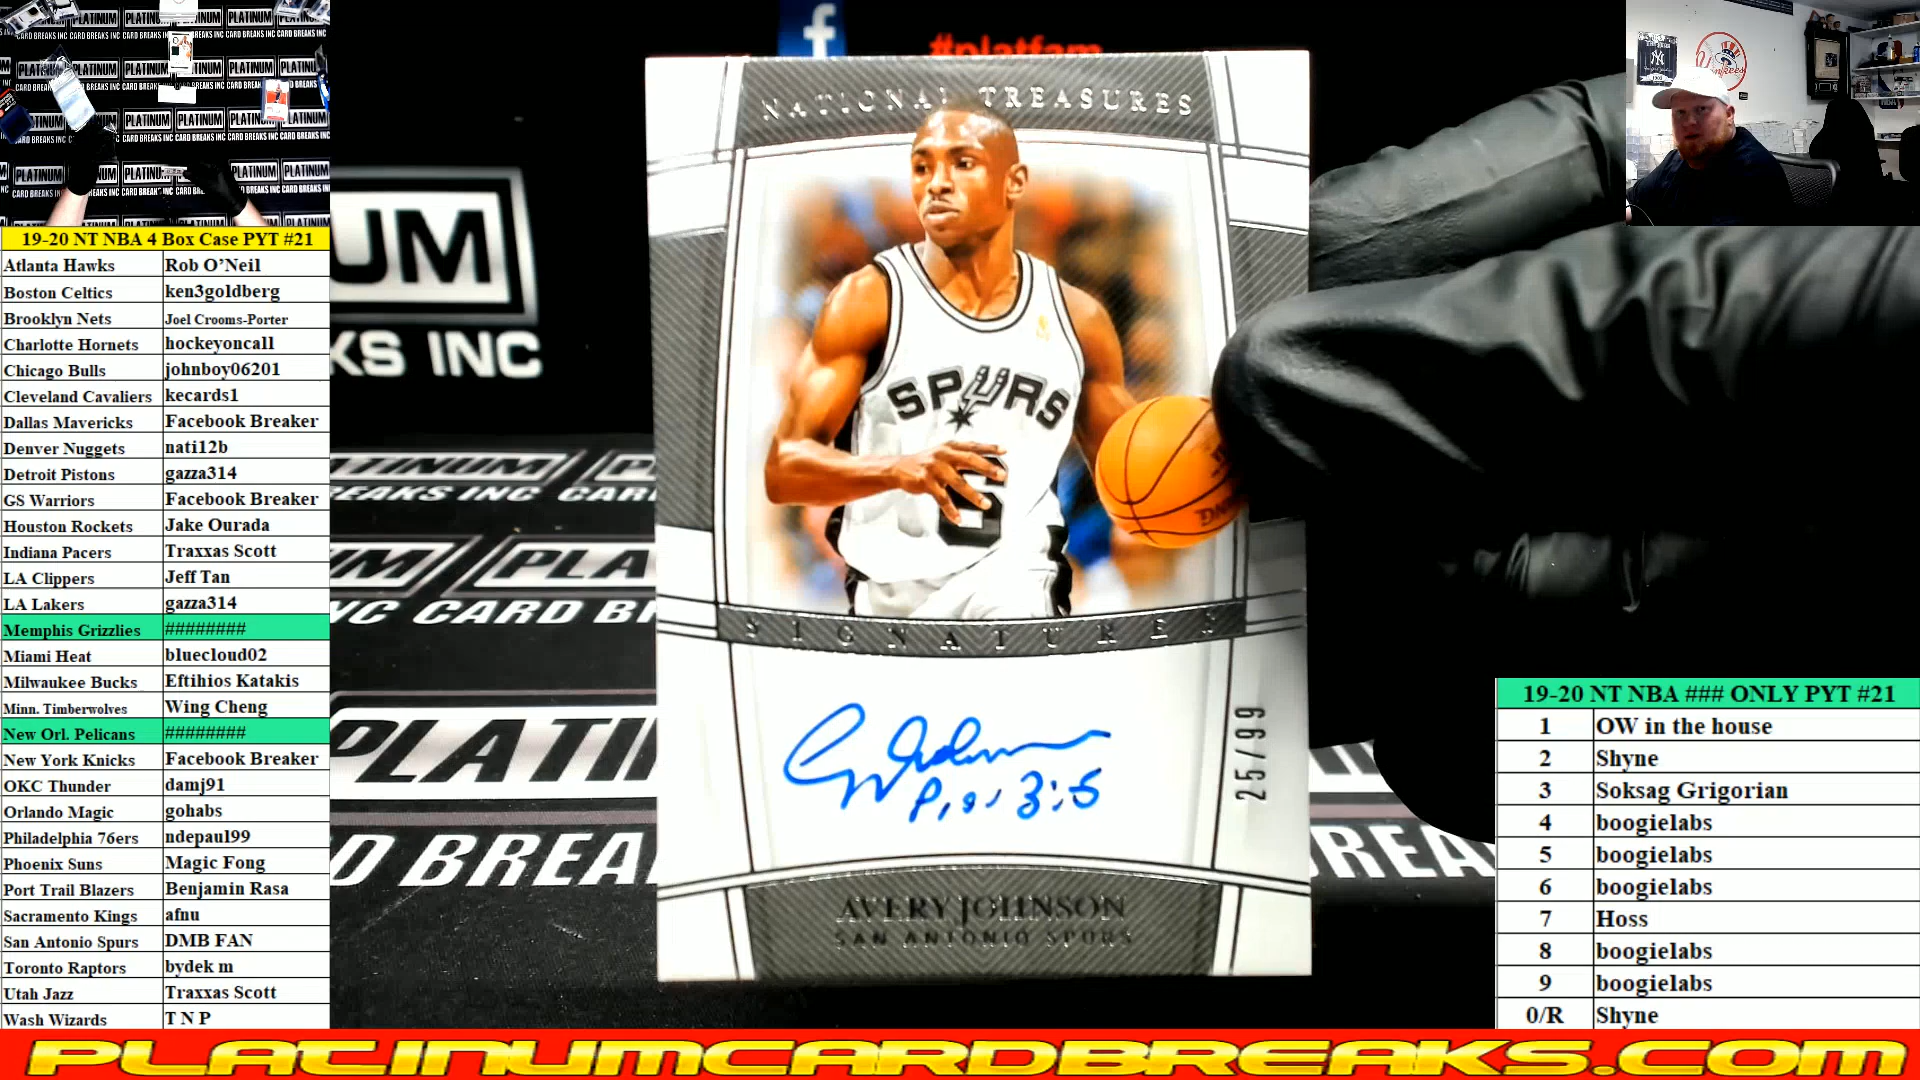 19-20 NT NBA 4 Box Case PYT #21
Atlanta Hawks Rob O'Neil
Boston Celtics ken3goldberg
Brooklyn Nets Joel Crooms-Porter
Charlotte Hornets hockeyoncall
Chicago Bulls johnboy06201
Cleveland Cavaliers kecards1
Dallas Mavericks Facebook Breaker
Denver Nuggets nati12b
Detroit Pistons gazza314
GS Warriors Facebook Breaker
Houston Rockets Jake Ourada
Indiana Pacers Traxxas Scott
LA Clippers Jeff Tan
LA Lakers gazza314
Memphis Grizzlies ########
Miami Heat bluecloud02
Milwaukee Bucks Eftihios Katakis
Minn. Timberwolves Wing Cheng
New Orl. Pelicans ########
New York Knicks Facebook Breaker
OKC Thunder damj91
Orlando Magic gohabs
Philadelphia 76ers ndepaul99
Phoenix Suns Magic Fong
Port Trail Blazers Benjamin Rasa
Sacramento Kings afnu
San Antonio Spurs DMB FAN
Toronto Raptors bydek m
Utah Jazz Traxxas Scott
Wash Wizards T N P
#platfam
NATIONAL TREASURES
SPURS
6
SIGNATURES
25/99
AVERY JOHNSON
SAN ANTONIO SPURS
19-20 NT NBA ### ONLY PYT #21
1 OW in the house
2 Shyne
3 Soksag Grigorian
4 boogielabs
5 boogielabs
6 boogielabs
7 Hoss
8 boogielabs
9 boogielabs
0/R Shyne
PLATINUMCARDBREAKS.COM